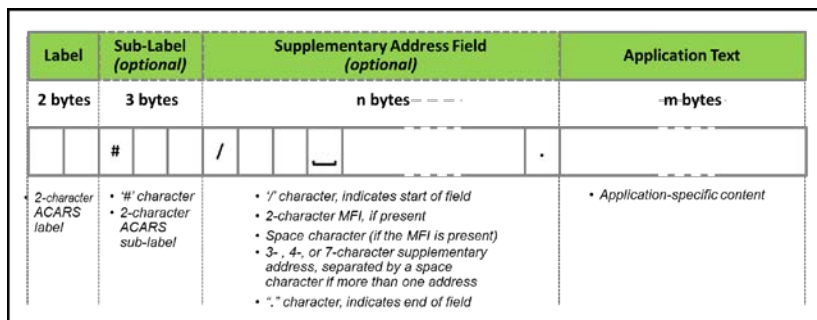 Label
Sub-Label
(optional)
Supplementary Address Field
(optional)
Application Text
2 bytes
3 bytes
n bytes
m bytes
#
/
.
• 2-character
ACARS
label
• '#' character
• 2-character
ACARS
sub-label
• '/' character, indicates start of field
• 2-character MFI, if present
• Space character (if the MFI is present)
• 3- , 4-, or 7-character supplementary
address, separated by a space
character if more than one address
• "." character, indicates end of field
• Application-specific content